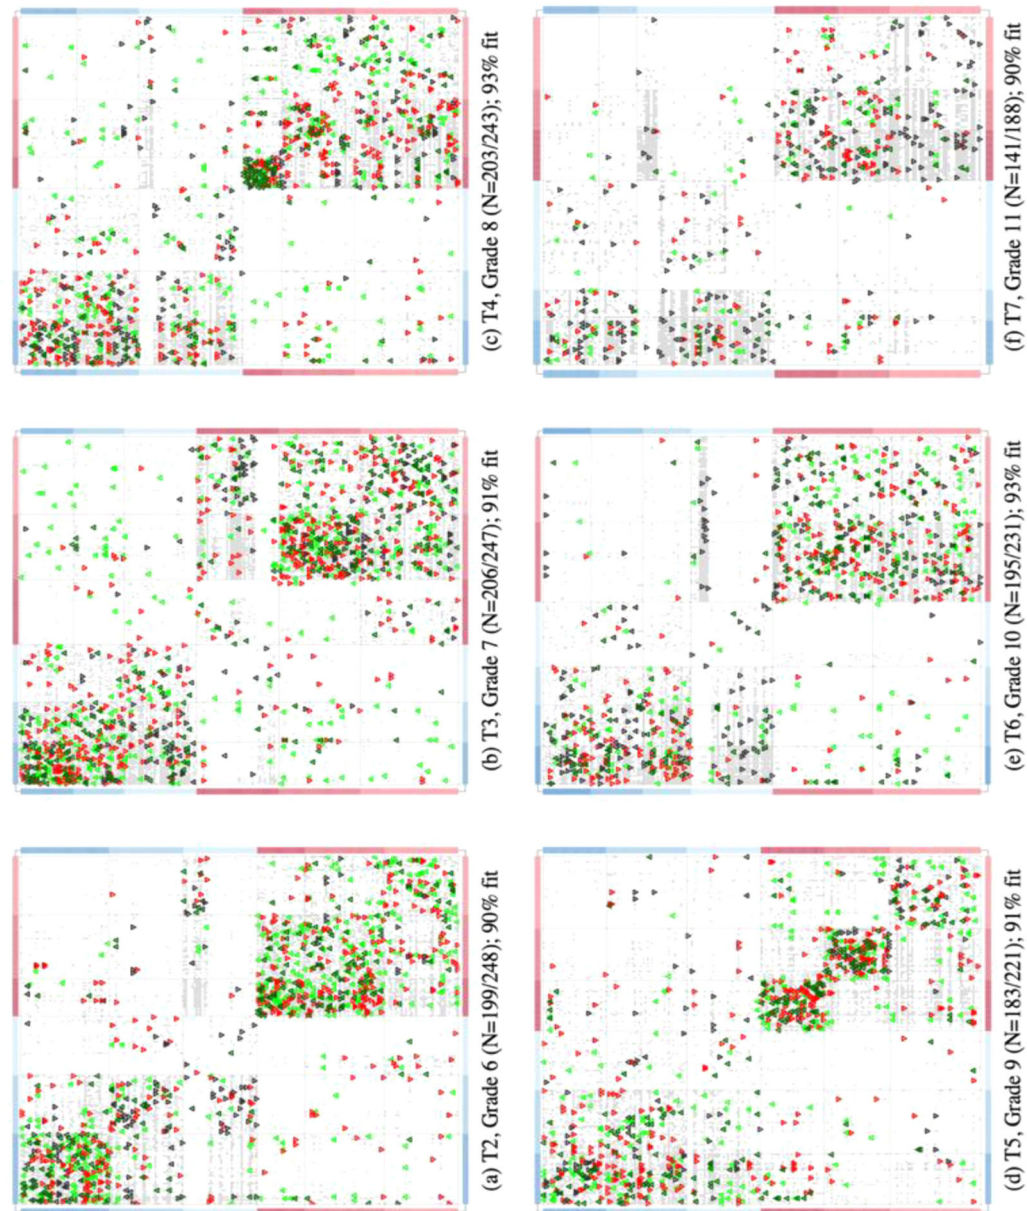 (a) T2, Grade 6 (N=199/248); 90% fit
(b) T3, Grade 7 (N=206/247); 91% fit
(c) T4, Grade 8 (N=203/243); 93% fit
(d) T5, Grade 9 (N=183/221); 91% fit
(e) T6, Grade 10 (N=195/231); 93% fit
(f) T7, Grade 11 (N=141/188); 90% fit